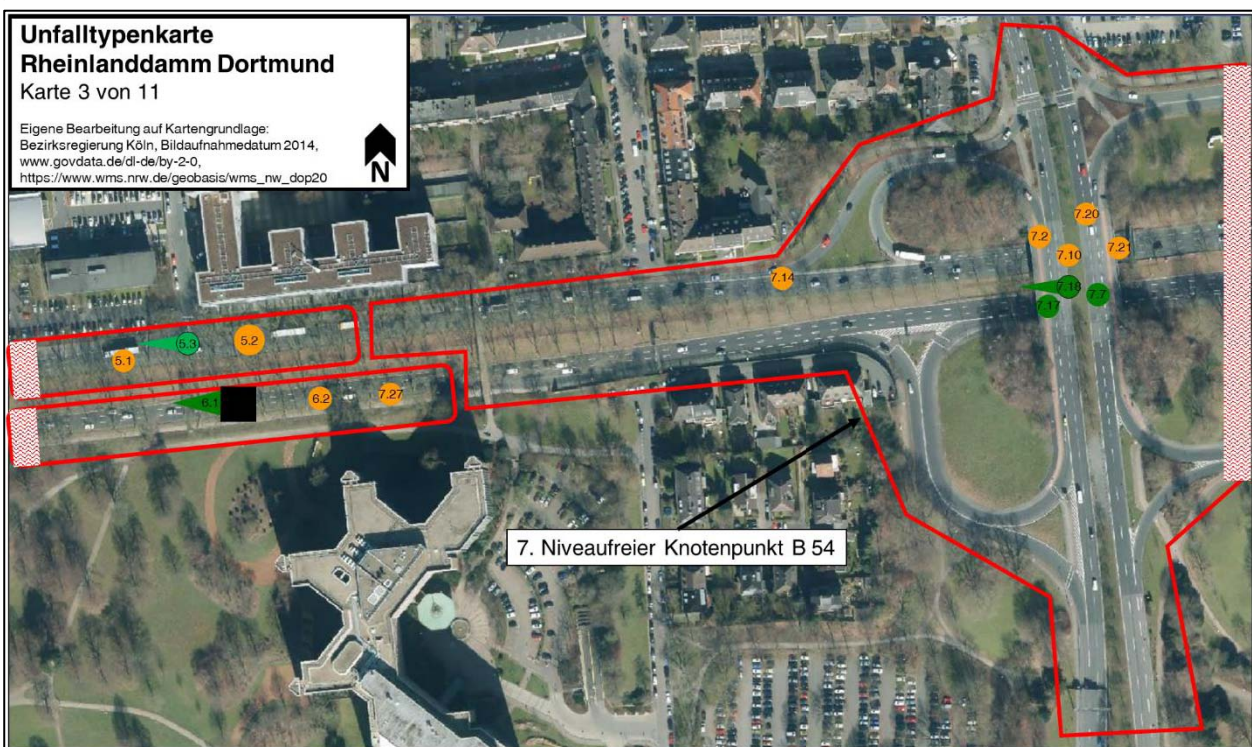 Unfalltypenkarte
Rheinlanddamm Dortmund
Karte 3 von 11
Eigene Bearbeitung auf Kartengrundlage:
Bezirksregierung Köln, Bildaufnahmedatum 2014,
www.govdata.de/dl-de/by-2-0,
https://www.wms.nrw.de/geobasis/wms_nw_dop20
N
7.20
7.2
7.21
7.10
7.14
7.18
7.7
7.17
5.3
5.2
5.1
6.1
6.2
7.27
7. Niveaufreier Knotenpunkt B 54